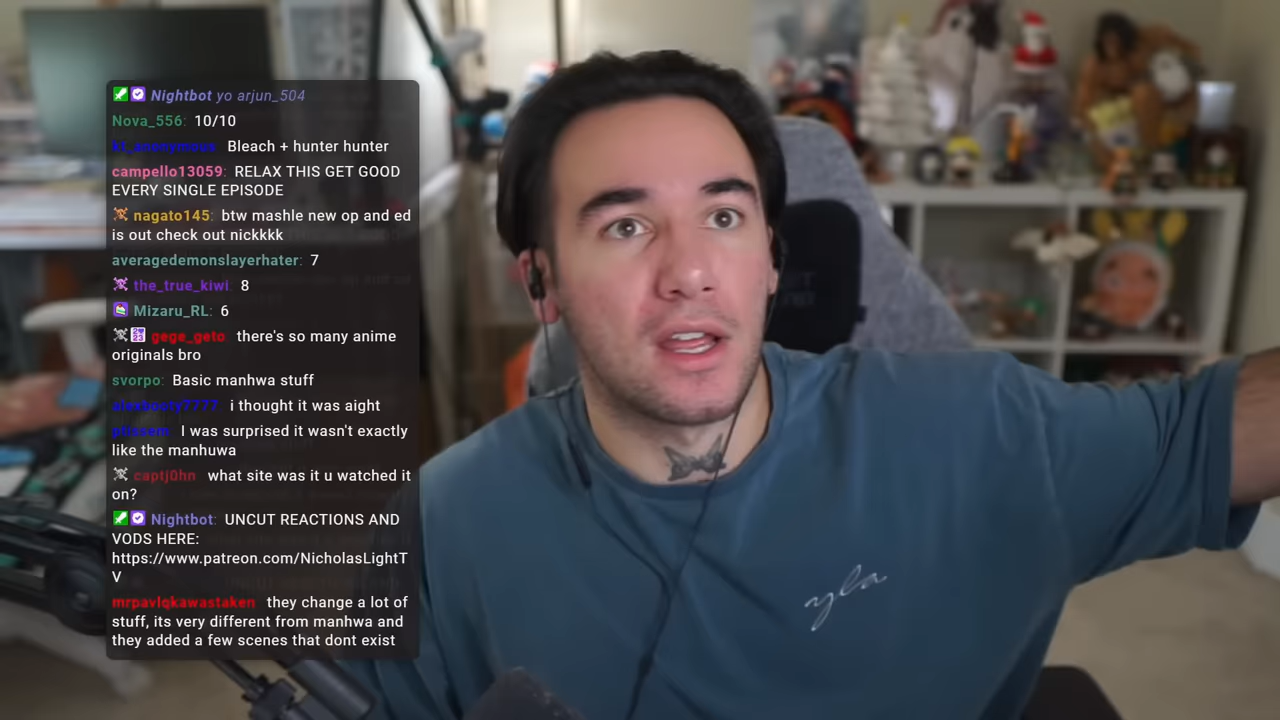 Nightbot yo arjun_504
Nova_556: 10/10
Bleach + hunter hunter
campello13059: RELAX THIS GET GOOD
EVERY SINGLE EPISODE
nagato145: btw mashle new op and ed
is out check out nickkkk
averagedemonslayerhater: 7
the_true_kiwi: 8
Mizaru_RL: 6
gege_geto there's so many anime
originals bro
svorpo: Basic manhwa stuff
i thought it was aight
I was surprised it wasn't exactly
like the manhuwa
captj0hn what site was it u watched it
on?
Nightbot: UNCUT REACTIONS AND
VODS HERE:
https://www.patreon.com/NicholasLightT
V
mrpavlqkawastaken they change a lot of
stuff, its very different from manhwa and
they added a few scenes that dont exist